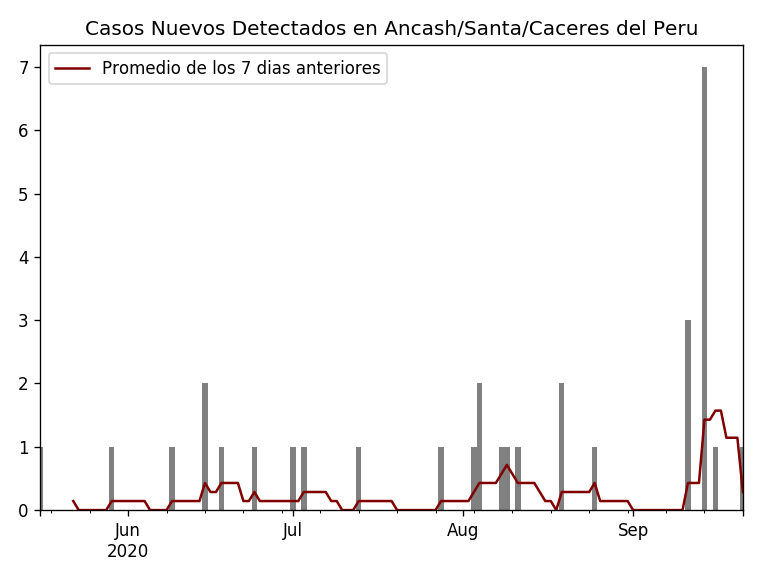 Casos Nuevos Detectados en Ancash/Santa/Caceres del Peru
Promedio de los 7 dias anteriores
7
6
5
4
3
2
1
0
Jun
Jul
Aug
Sep
2020